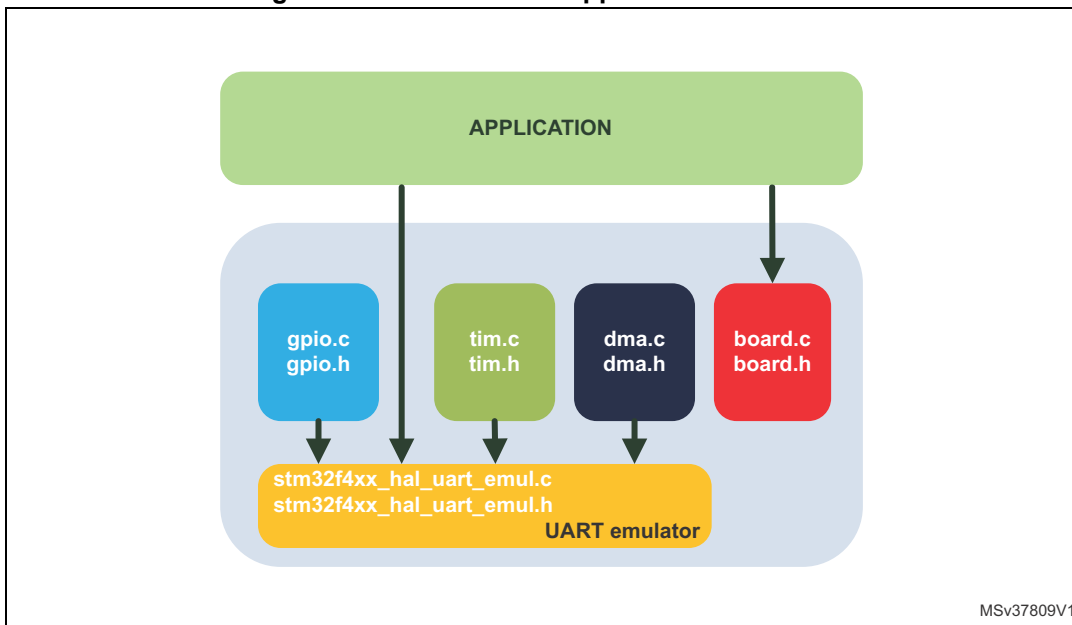 APPLICATION
gpio.c
gpio.h
tim.c
tim.h
dma.c
dma.h
board.c
board.h
stm32f4xx_hal_uart_emul.c
stm32f4xx_hal_uart_emul.h
UART emulator
MSv37809V1